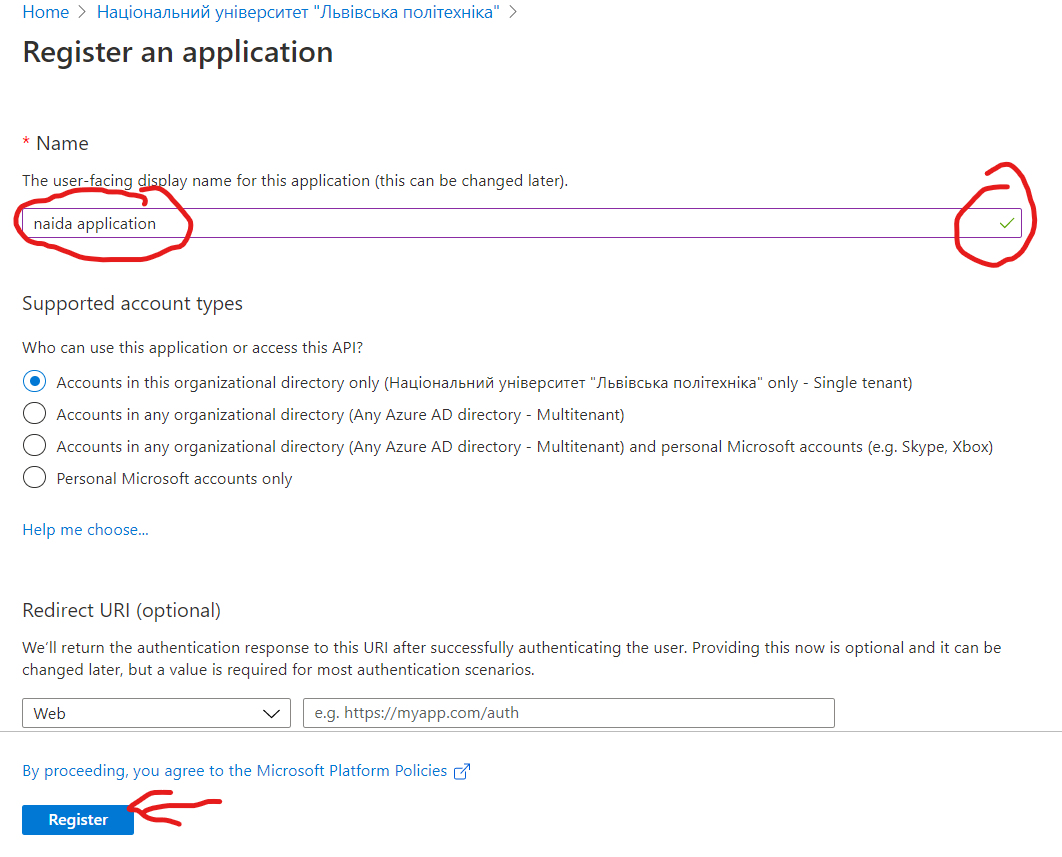 Home > Національний університет "Львівська політехніка" >
Register an application
* Name
The user-facing display name for this application (this can be changed later).
naida application
Supported account types
Who can use this application or access this API?
Accounts in this organizational directory only (Національний університет "Львівська політехніка" only - Single tenant)
Accounts in any organizational directory (Any Azure AD directory - Multitenant)
Accounts in any organizational directory (Any Azure AD directory - Multitenant) and personal Microsoft accounts (e.g. Skype, Xbox)
Personal Microsoft accounts only
Help me choose...
Redirect URI (optional)
We'll return the authentication response to this URI after successfully authenticating the user. Providing this now is optional and it can be
changed later, but a value is required for most authentication scenarios.
Web e.g. https://myapp.com/auth
By proceeding, you agree to the Microsoft Platform Policies
Register